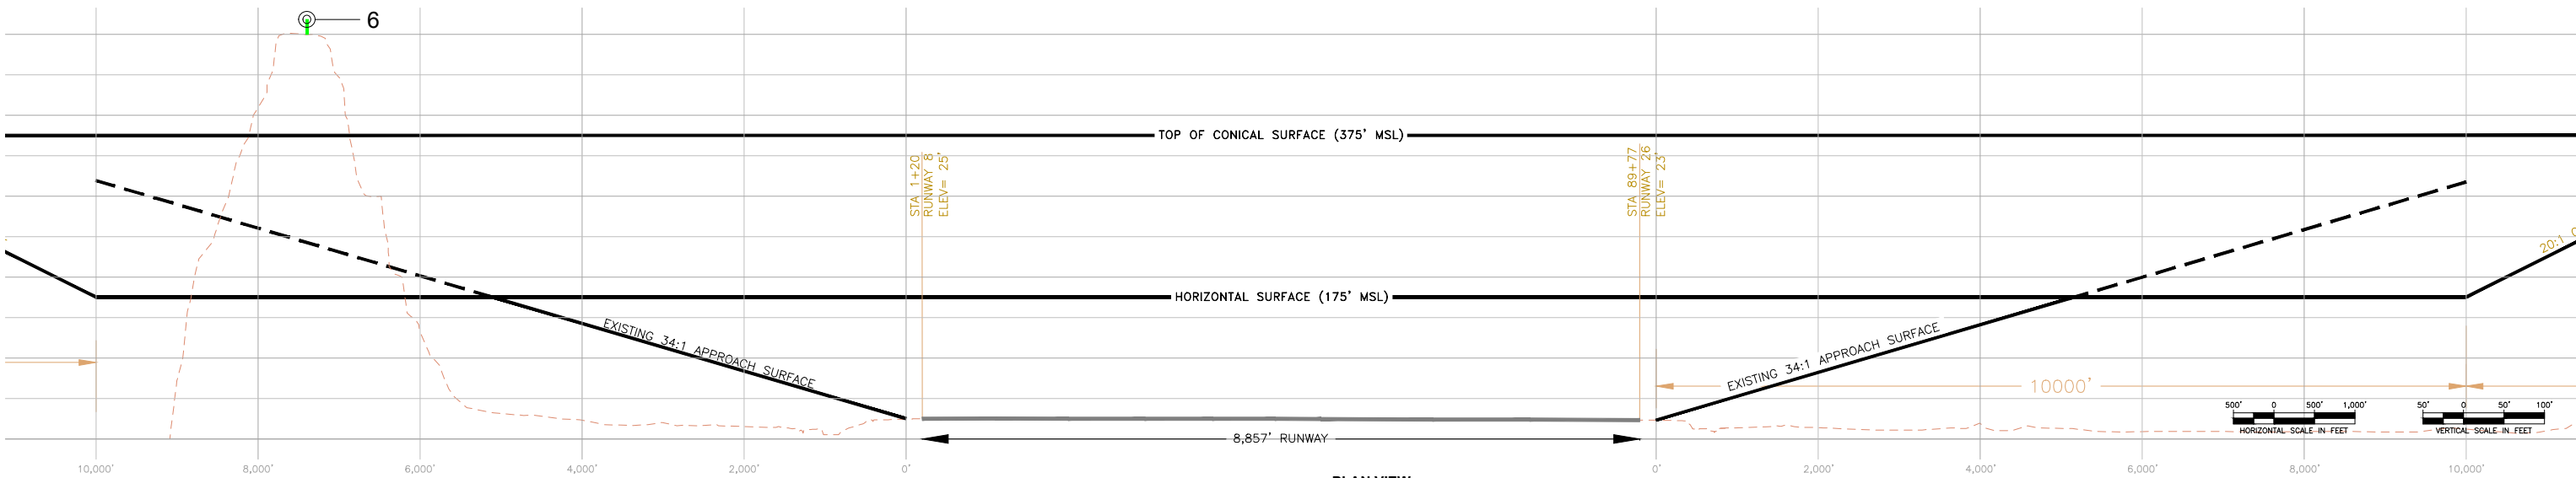 6
TOP OF CONICAL SURFACE (375' MSL)
STA 1+20
RUNWAY 8
ELEV= 25'
STA 89+77
RUNWAY 26
ELEV= 23'
20:1
HORIZONTAL SURFACE (175' MSL)
EXISTING 34:1 APPROACH SURFACE
EXISTING 34:1 APPROACH SURFACE
10000'
500' 0 500' 1,000'
HORIZONTAL SCALE IN FEET
50' 0 50' 100'
VERTICAL SCALE IN FEET
8,857' RUNWAY
10,000' 8,000' 6,000' 4,000' 2,000' 0' 0' 2,000' 4,000' 6,000' 8,000' 10,000'
PLAN VIEW